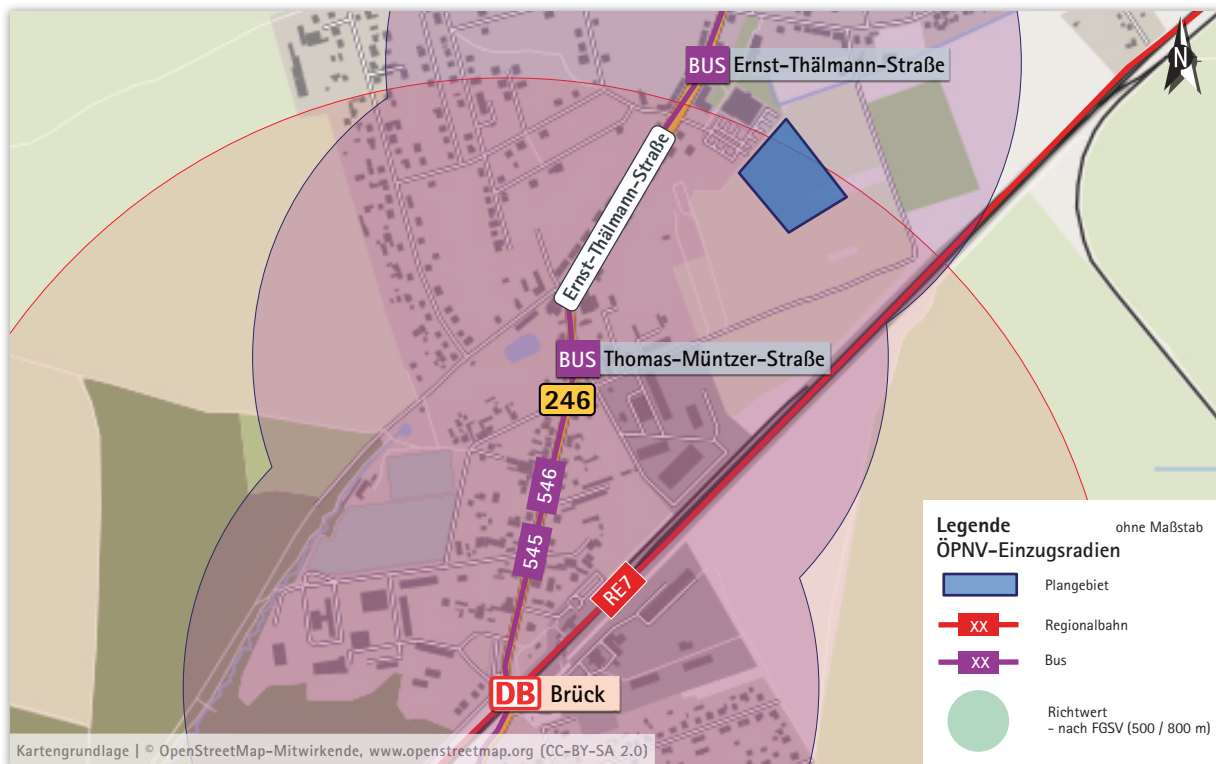 BUS Ernst-Thälmann-Straße
N
Ernst-Thälmann-Straße
BUS Thomas-Müntzer-Straße
246
546
545
RE7
DB Brück
Legende
ohne Maßstab
ÖPNV-Einzugsradien
Plangebiet
XX Regionalbahn
XX Bus
Richtwert
- nach FGSV (500 / 800 m)
Kartengrundlage | © OpenStreetMap-Mitwirkende, www.openstreetmap.org (CC-BY-SA 2.0)